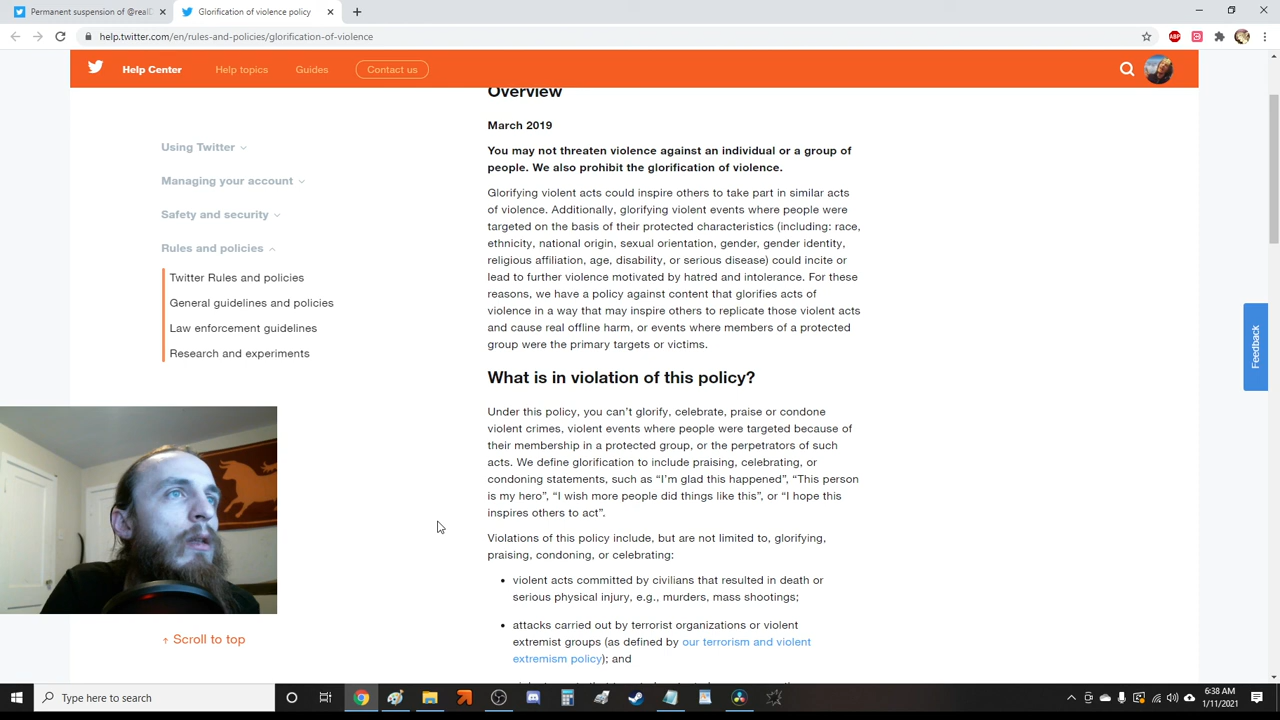 Permanent suspension of @realD
Glorification of violence policy
help.twitter.com/en/rules-and-policies/glorification-of-violence
ABP
Help Center
Help topics
Guides
Contact us
Using Twitter
Managing your account
Safety and security
Rules and policies
Twitter Rules and policies
General guidelines and policies
Law enforcement guidelines
Research and experiments
↑ Scroll to top
Overview
March 2019
You may not threaten violence against an individual or a group of
people. We also prohibit the glorification of violence.
Glorifying violent acts could inspire others to take part in similar acts
of violence. Additionally, glorifying violent events where people were
targeted on the basis of their protected characteristics (including: race,
ethnicity, national origin, sexual orientation, gender, gender identity,
religious affiliation, age, disability, or serious disease) could incite or
lead to further violence motivated by hatred and intolerance. For these
reasons, we have a policy against content that glorifies acts of
violence in a way that may inspire others to replicate those violent acts
and cause real offline harm, or events where members of a protected
group were the primary targets or victims.
What is in violation of this policy?
Under this policy, you can’t glorify, celebrate, praise or condone
violent crimes, violent events where people were targeted because of
their membership in a protected group, or the perpetrators of such
acts. We define glorification to include praising, celebrating, or
condoning statements, such as “I’m glad this happened”, “This person
is my hero”, “I wish more people did things like this”, or “I hope this
inspires others to act”.
Violations of this policy include, but are not limited to, glorifying,
praising, condoning, or celebrating:
• violent acts committed by civilians that resulted in death or
serious physical injury, e.g., murders, mass shootings;
• attacks carried out by terrorist organizations or violent
extremist groups (as defined by our terrorism and violent
extremism policy); and
Feedback
Type here to search
6:38 AM
1/11/2021